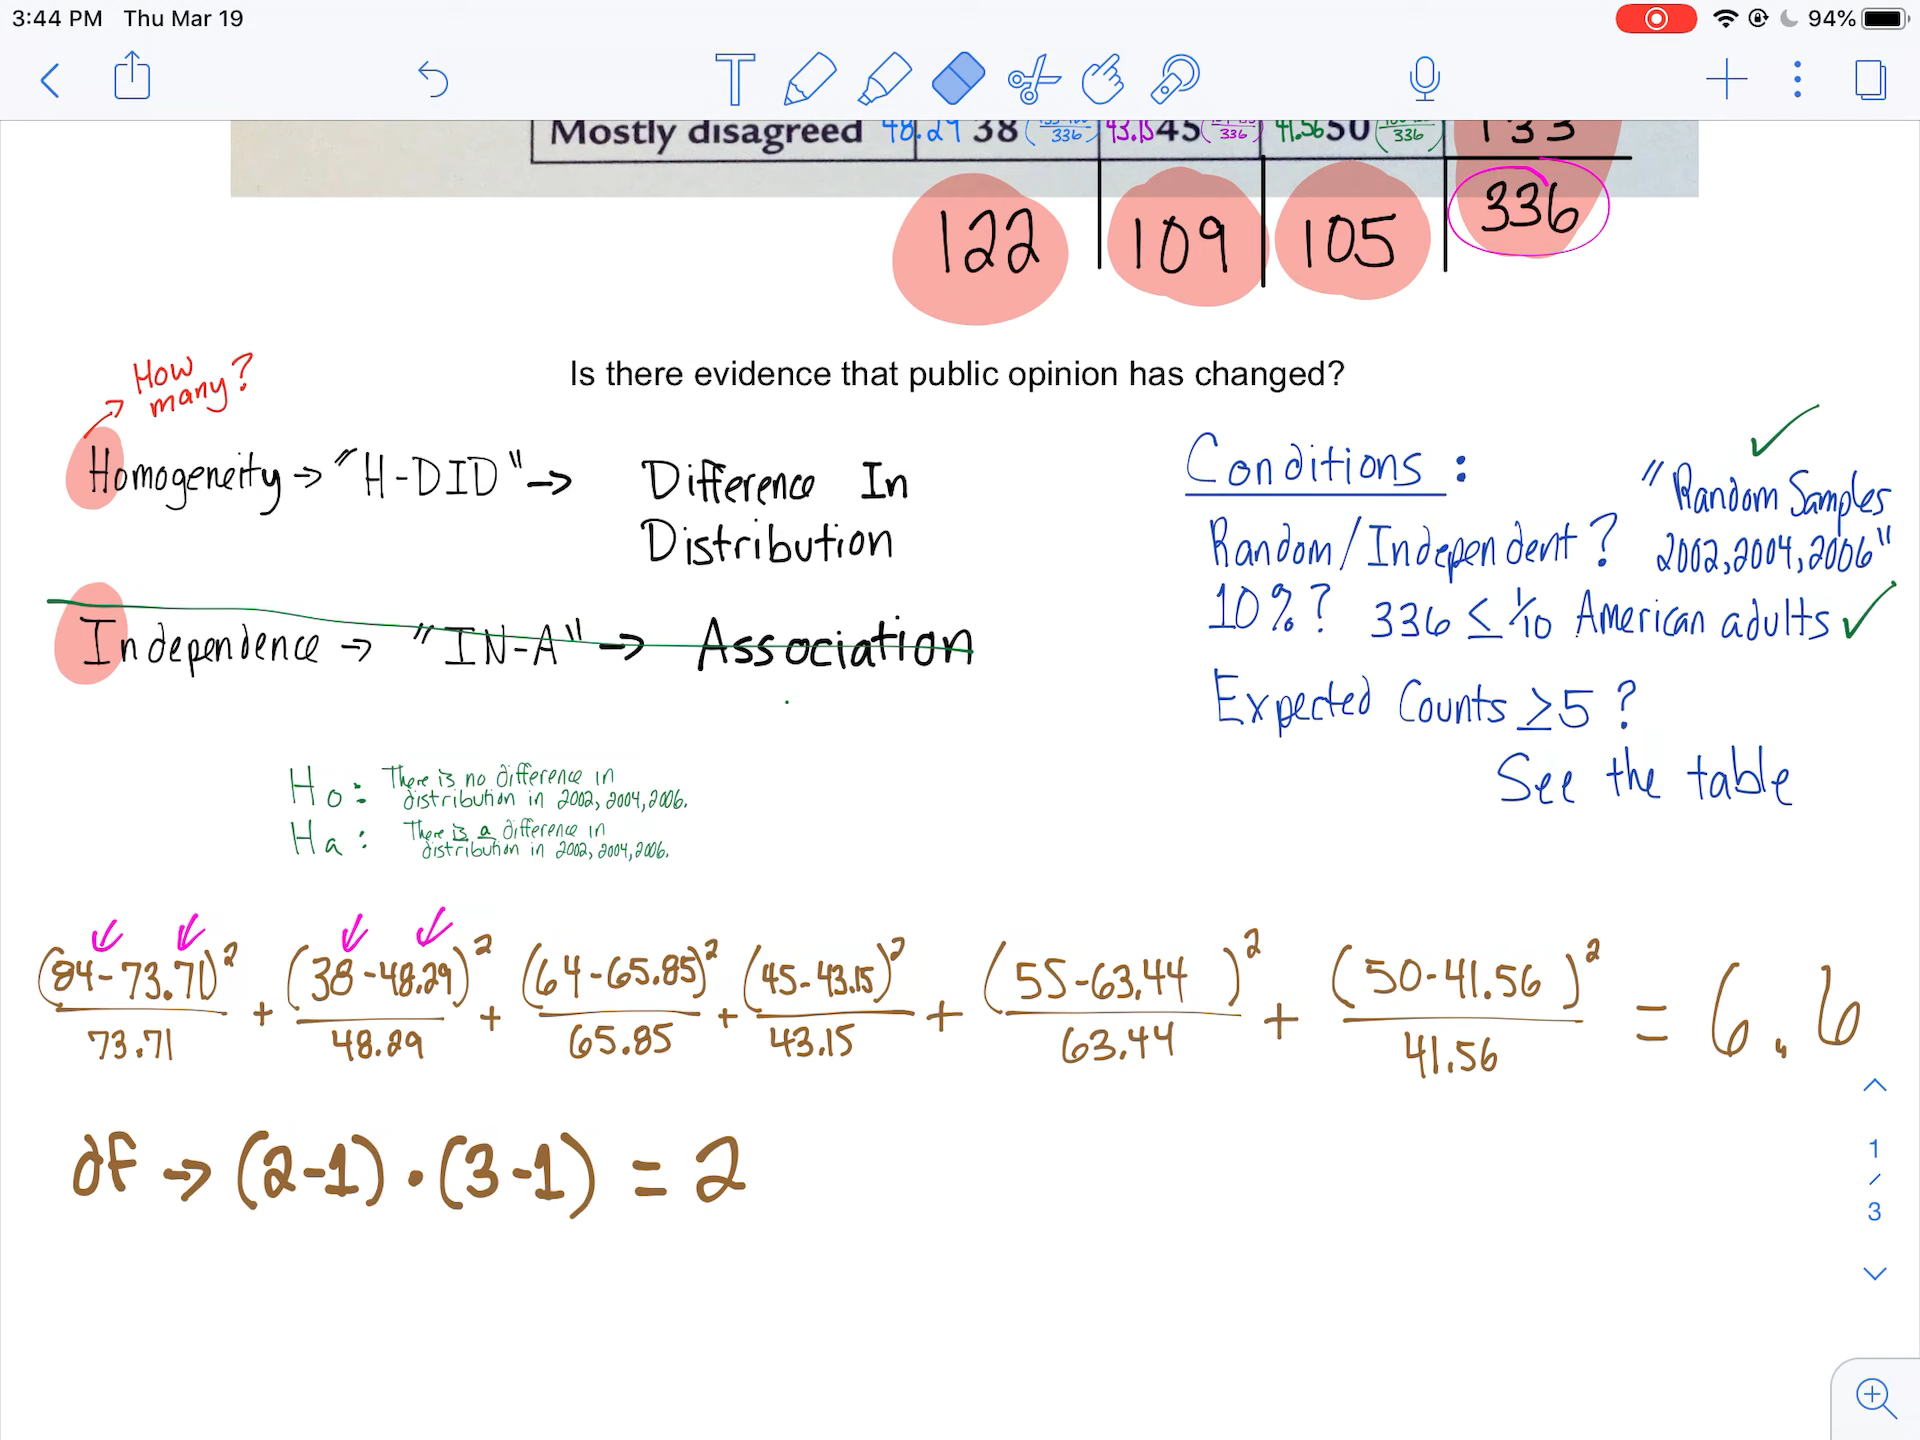 3:44 PM Thu Mar 19
94%
T
Mostly disagreed 48.29 38 43.15 45 41.56 50 133
336 336 336
122 109 105 336
How
many?
Is there evidence that public opinion has changed?
Homogeneity → "H-DID" → Difference In
Distribution
Independence → "IN-A" → Association
Conditions :
"Random Samples
2002, 2004, 2006"
Random/Independent?
10%? 336 ≤ 1/10 American adults ✓
Expected Counts ≥5 ?
See the table
Ho: There is no difference in
distribution in 2002, 2004, 2006.
Ha: There is a difference in
distribution in 2002, 2004, 2006.
(84-73.71)² + (38-48.29)² + (64-65.85)² + (45-43.15)² + (55-63.44)² + (50-41.56)² = 6.6
73.71 48.29 65.85 43.15 63.44 41.56
df → (2-1) · (3-1) = 2
1
/
3